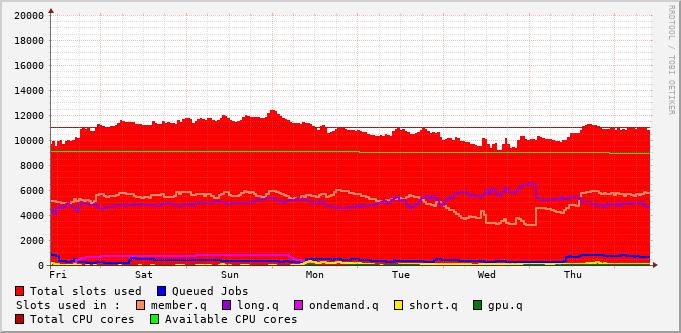 RRDTOOL / TOBI OETIKER
20000
18000
16000
14000
12000
10000
8000
6000
4000
2000
0
Fri Sat Sun Mon Tue Wed Thu
Total slots used Queued Jobs
Slots used in : member.q long.q ondemand.q short.q gpu.q
Total CPU cores Available CPU cores